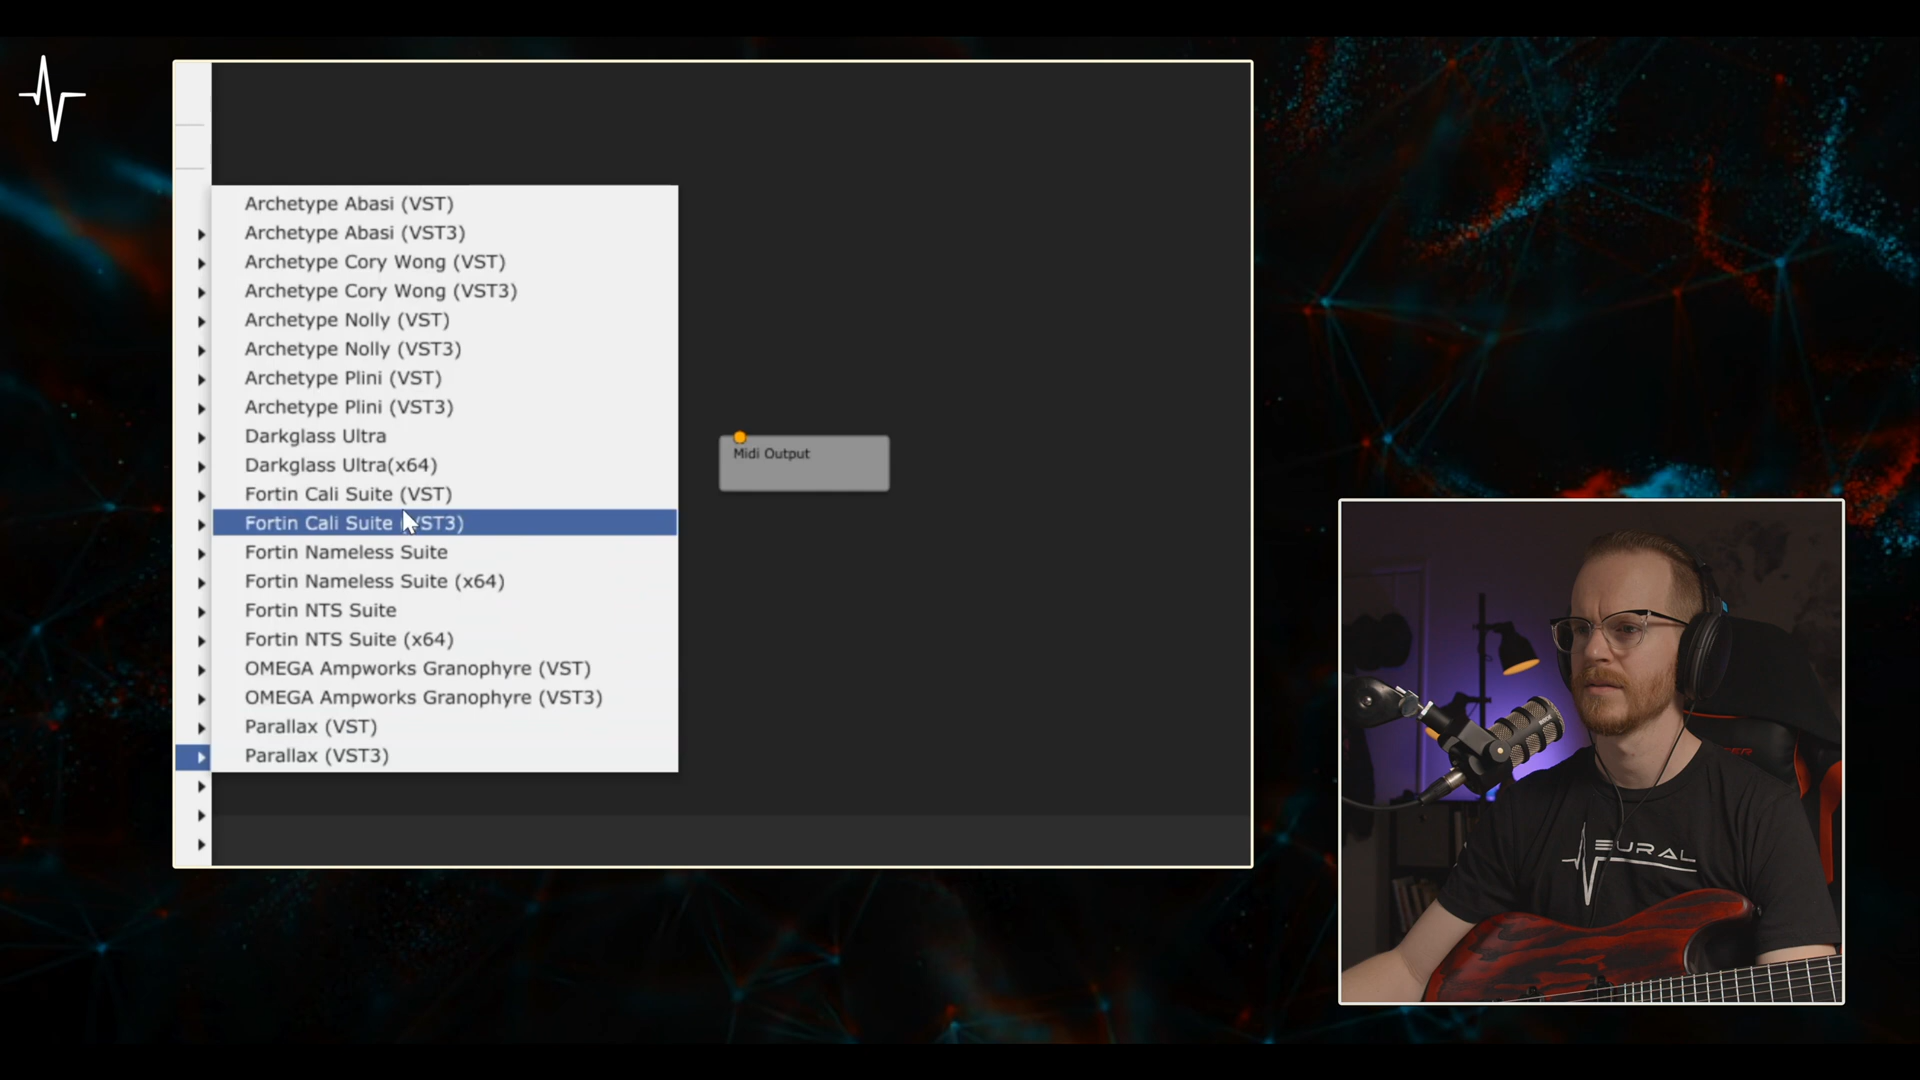 Archetype Abasi (VST)
Archetype Abasi (VST3)
Archetype Cory Wong (VST)
Archetype Cory Wong (VST3)
Archetype Nolly (VST)
Archetype Nolly (VST3)
Archetype Plini (VST)
Archetype Plini (VST3)
Darkglass Ultra
Darkglass Ultra(x64)
Fortin Cali Suite (VST)
Fortin Cali Suite (VST3)
Fortin Nameless Suite
Fortin Nameless Suite (x64)
Fortin NTS Suite
Fortin NTS Suite (x64)
OMEGA Ampworks Granophyre (VST)
OMEGA Ampworks Granophyre (VST3)
Parallax (VST)
Parallax (VST3)
Midi Output
EURAL